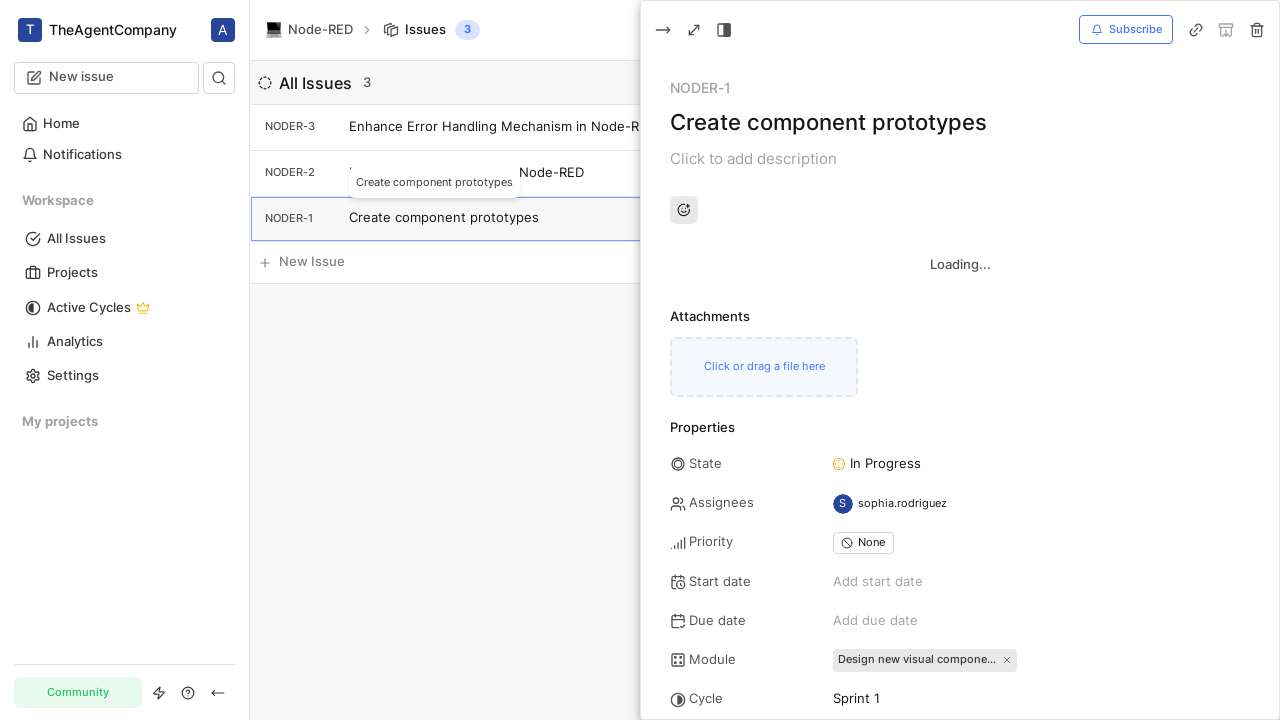 T TheAgentCompany A
New issue
Home
Notifications
Workspace
All Issues
Projects
Active Cycles
Analytics
Settings
My projects
Community
Node-RED Issues 3
All Issues 3
NODER-3 Enhance Error Handling Mechanism in Node-R
NODER-2 Node-RED
Create component prototypes
NODER-1 Create component prototypes
New Issue
Subscribe
NODER-1
Create component prototypes
Click to add description
Loading...
Attachments
Click or drag a file here
Properties
State In Progress
Assignees S sophia.rodriguez
Priority None
Start date Add start date
Due date Add due date
Module Design new visual compone...
Cycle Sprint 1